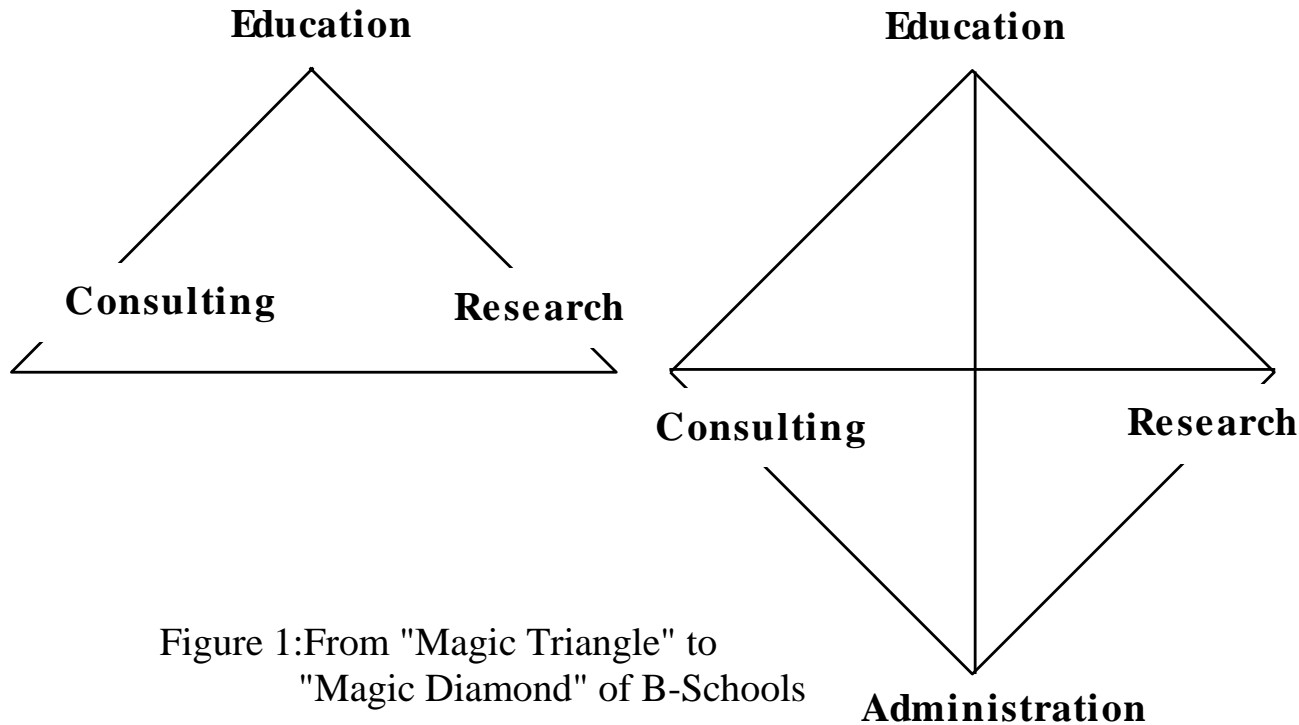 Education
Consulting
Research
Education
Consulting
Research
Administration
Figure 1:From "Magic Triangle" to
"Magic Diamond" of B-Schools